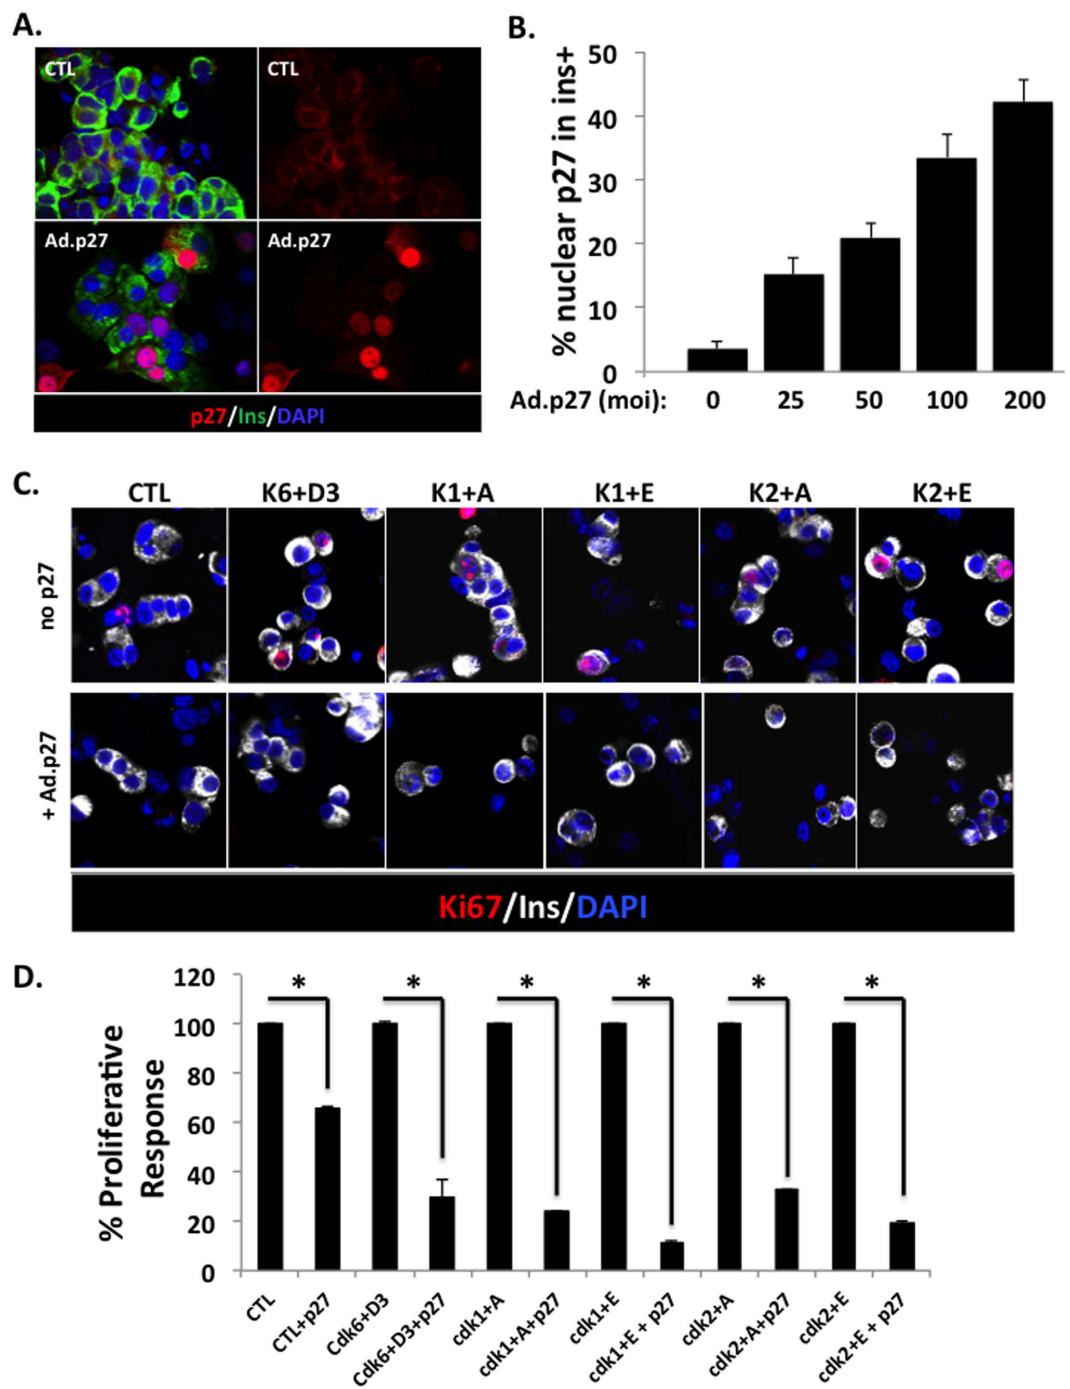 A.
CTL CTL
Ad.p27 Ad.p27
p27/Ins/DAPI
B.
% nuclear p27 in ins+
50
40
30
20
10
0
Ad.p27 (moi): 0 25 50 100 200
C.
CTL K6+D3 K1+A K1+E K2+A K2+E
no p27
+ Ad.p27
Ki67/Ins/DAPI
D.
% Proliferative
Response
120
100
80
60
40
20
0
* * * * * *
CTL
CTL+p27
Cdk6+D3
Cdk6+D3+p27
cdk1+A
cdk1+A+p27
cdk1+E
cdk1+E + p27
cdk2+A
cdk2+A+p27
cdk2+E
cdk2+E + p27